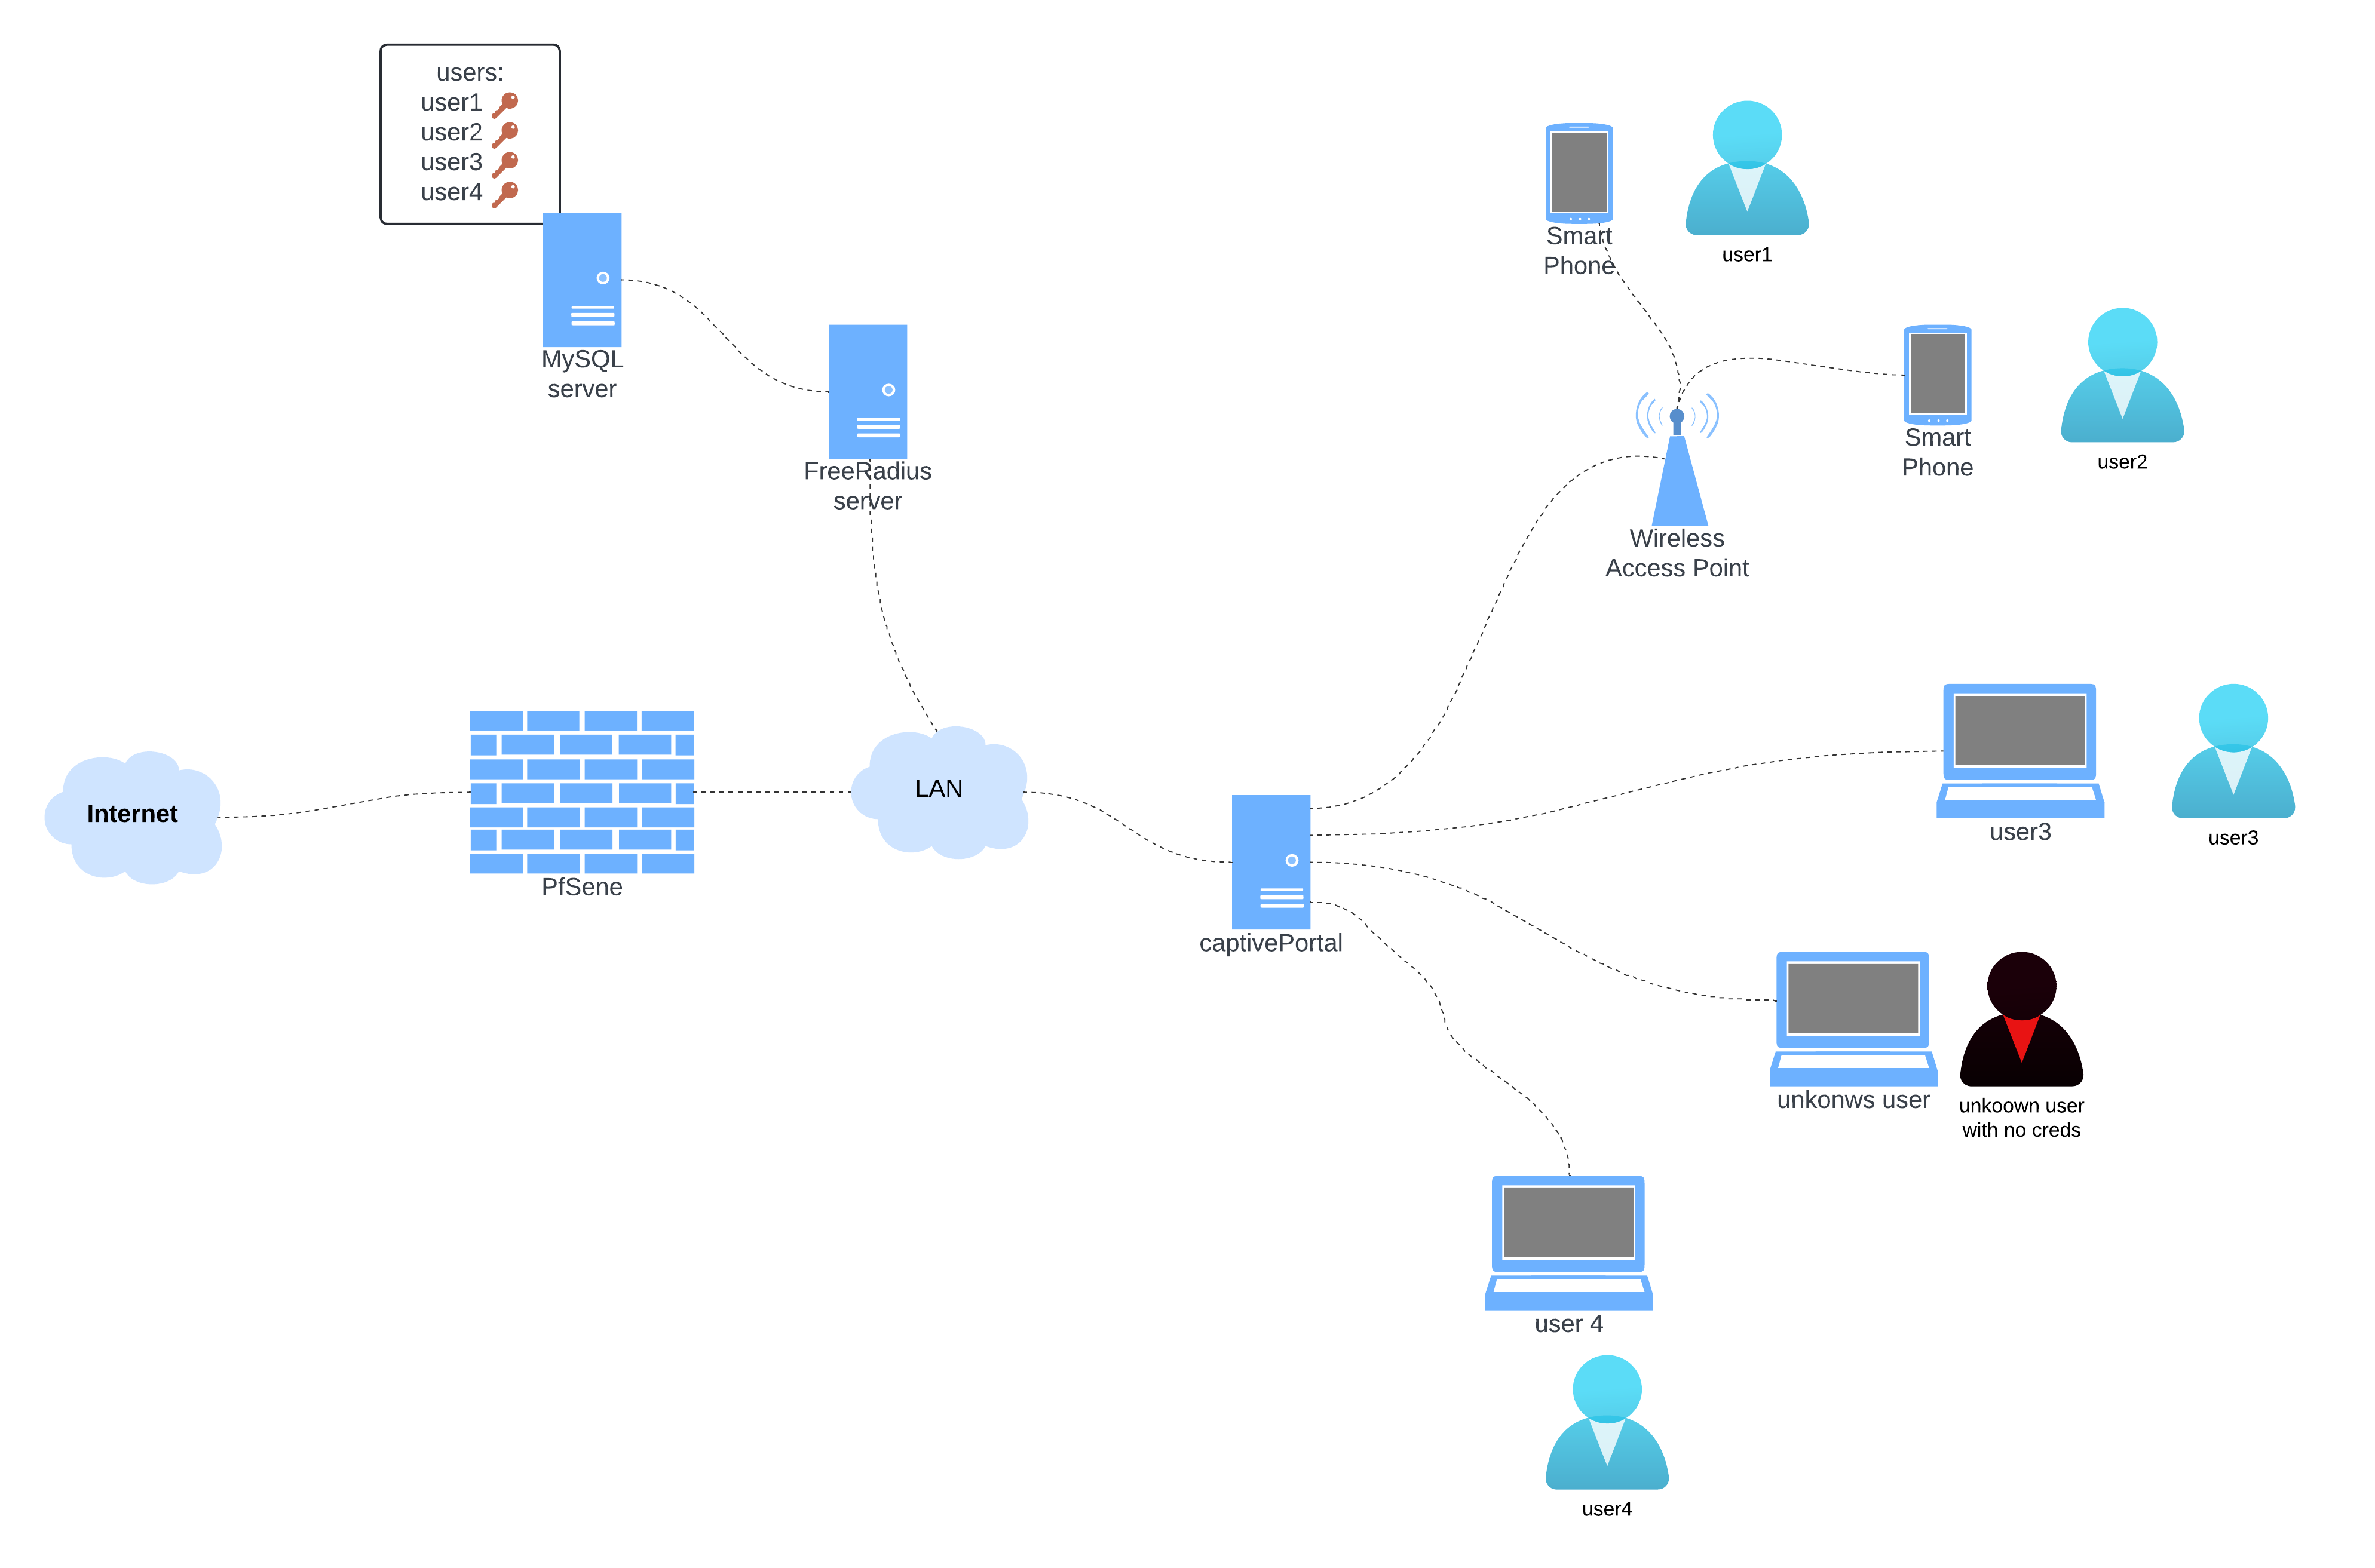 users:
user1
user2
user3
user4
MySQL
server
FreeRadius
server
Smart
Phone
user1
Smart
Phone
user2
Wireless
Access Point
Internet
PfSene
LAN
captivePortal
user3
user3
unkonws user
unkoown user
with no creds
user 4
user4